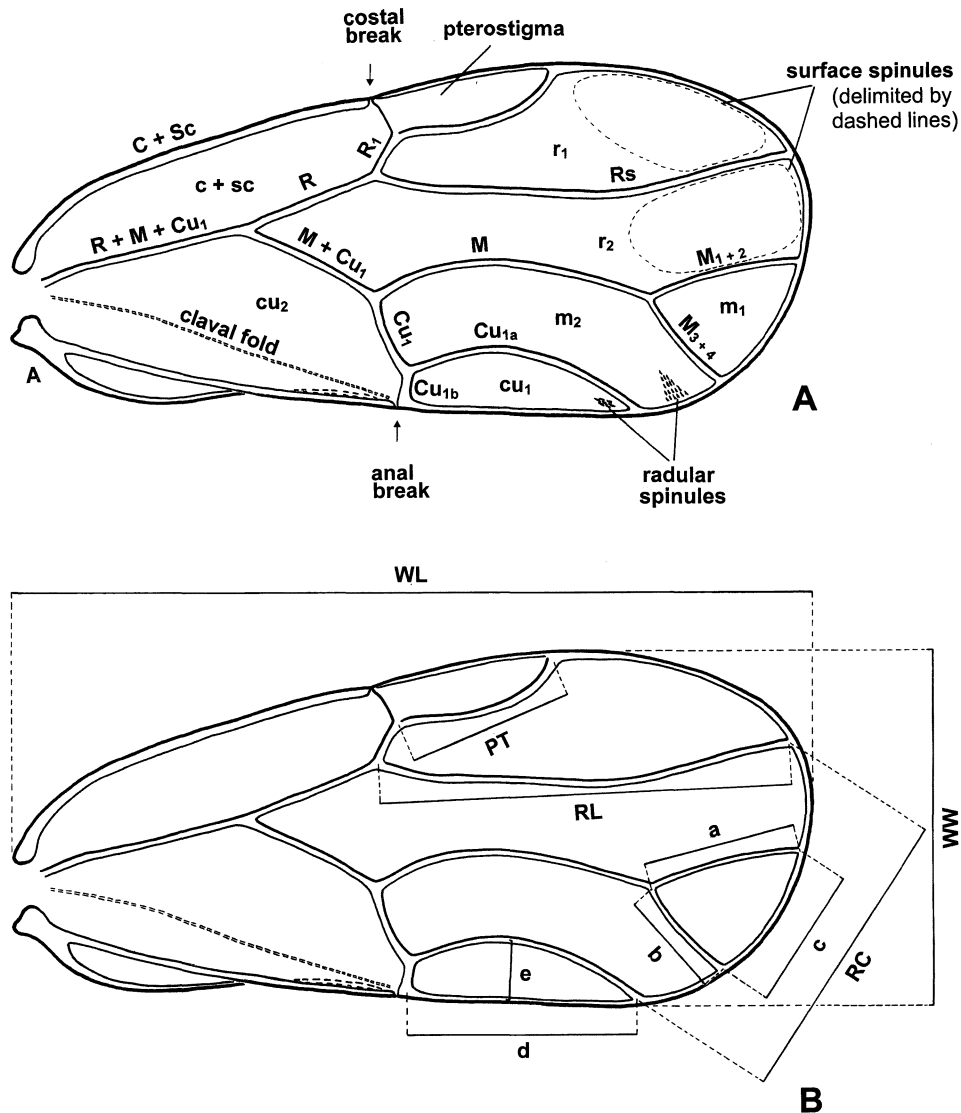 costal
break
pterostigma
surface spinules
(delimited by
dashed lines)
C + Sc
R₁
r₁
c + sc
R
Rs
R + M + Cu₁
M + Cu₁
M
r₂
M₁₊₂
cu₂
claval fold
Cu₁
Cu₁ₐ
m₂
m₁
M₃₊₄
A
Cu₁b
cu₁
A
anal
break
radular
spinules
WL
PT
RL
WW
a
b
c
RC
e
d
B